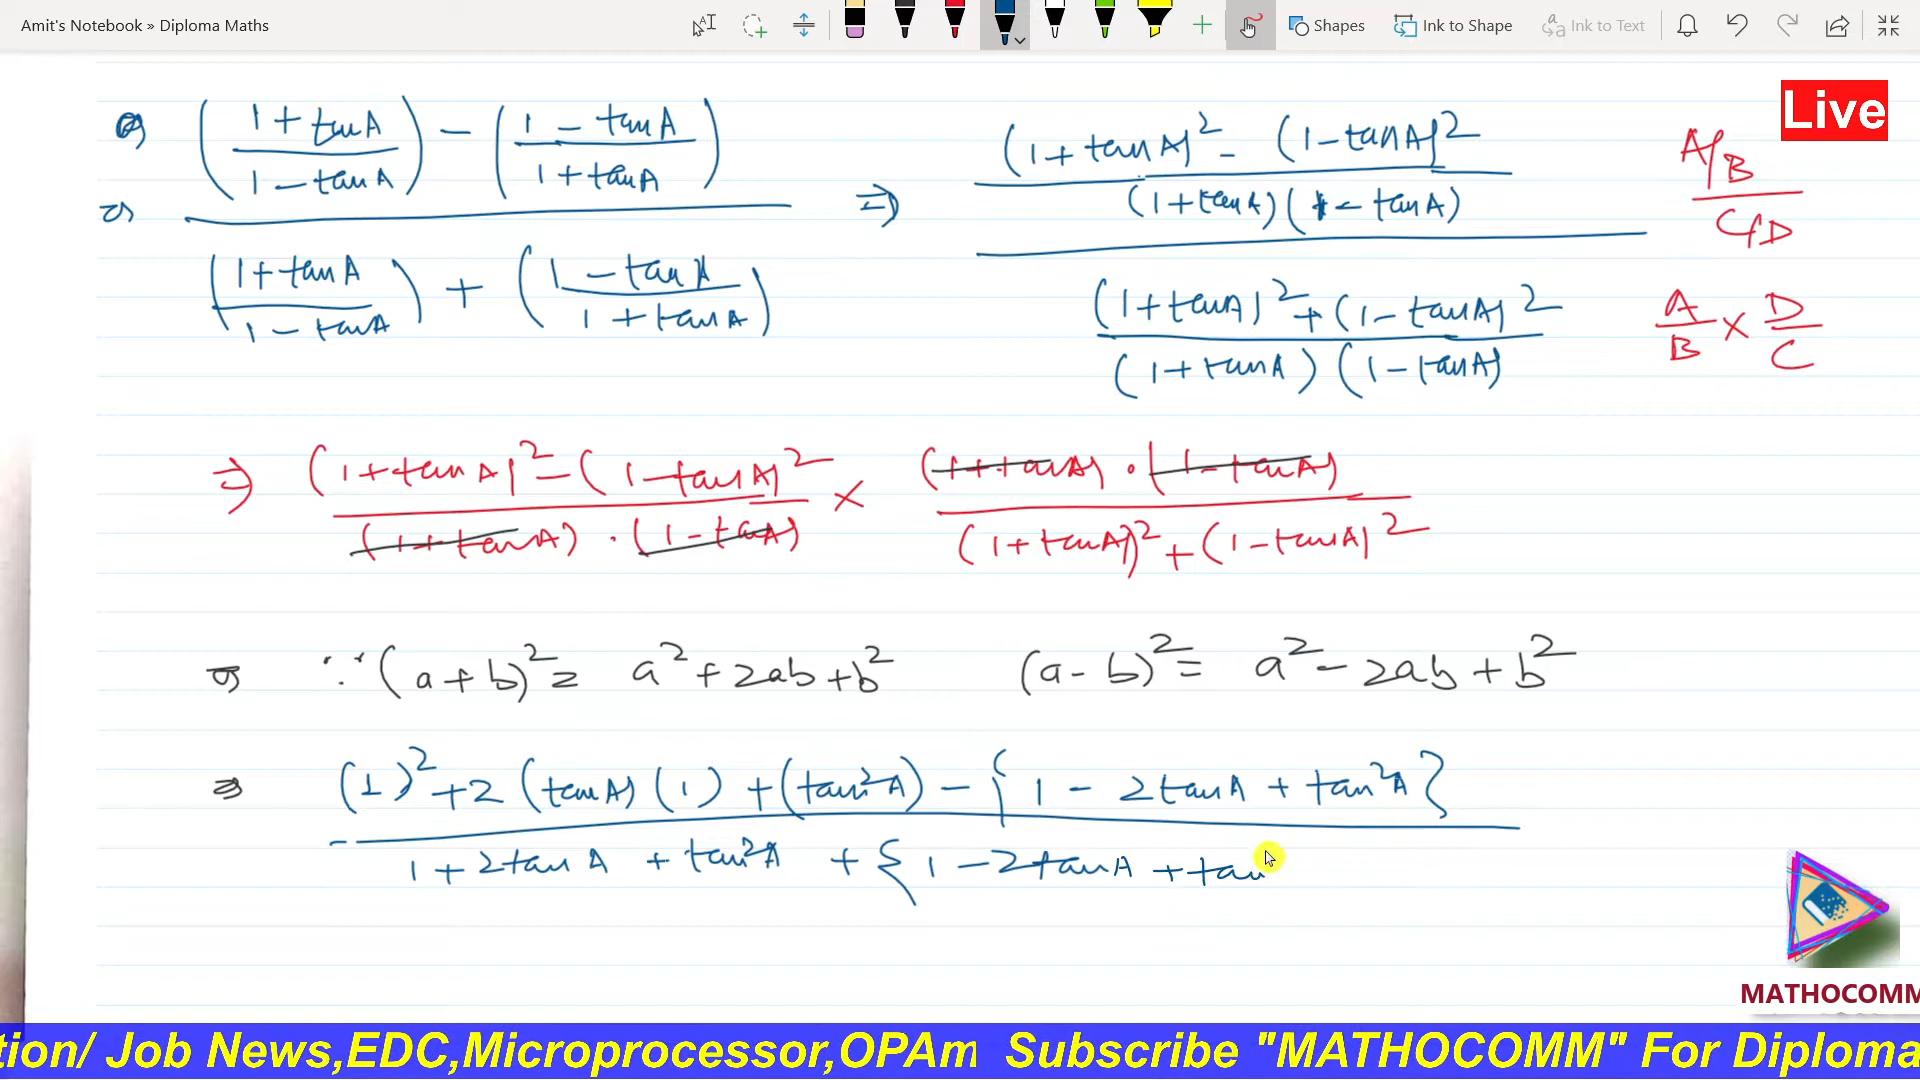 Amit's Notebook » Diploma Maths
Shapes
Ink to Shape
Ink to Text
Live
(1 + tanA / 1 - tanA) - (1 - tanA / 1 + tanA)
(1 + tanA / 1 - tanA) + (1 - tanA / 1 + tanA)
⇒ (1 + tanA)² - (1 - tanA)² / (1 + tanA)(1 - tanA)
(1 + tanA)² + (1 - tanA)² / (1 + tanA)(1 - tanA)
A/B
C/D
A/B × D/C
⇒ (1 + tanA)² - (1 - tanA)² / (1 + tanA) · (1 - tanA) × (1 + tanA) · (1 - tanA) / (1 + tanA)² + (1 - tanA)²
∵ (a + b)² = a² + 2ab + b² (a - b)² = a² - 2ab + b²
⇒ (1)² + 2(tanA)(1) + (tan²A) - { 1 - 2tanA + tan²A }
1 + 2tanA + tan²A + { 1 - 2tanA + tan
MATHOCOMM
tion/ Job News,EDC,Microprocessor,OPAm Subscribe "MATHOCOMM" For Diploma